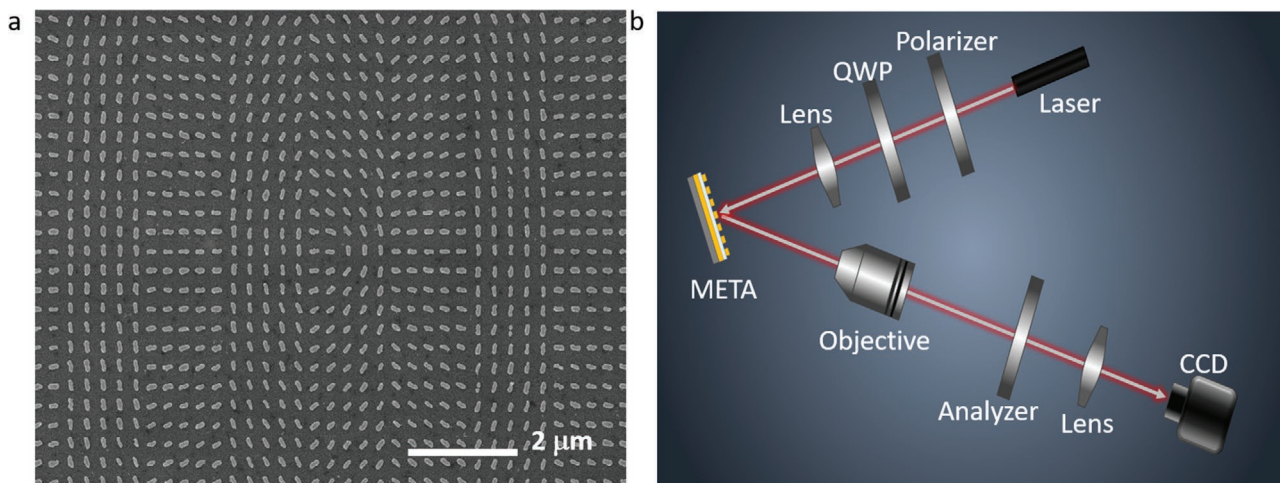 a
2 μm
b
Polarizer
QWP
Laser
Lens
META
Objective
Analyzer
Lens
CCD